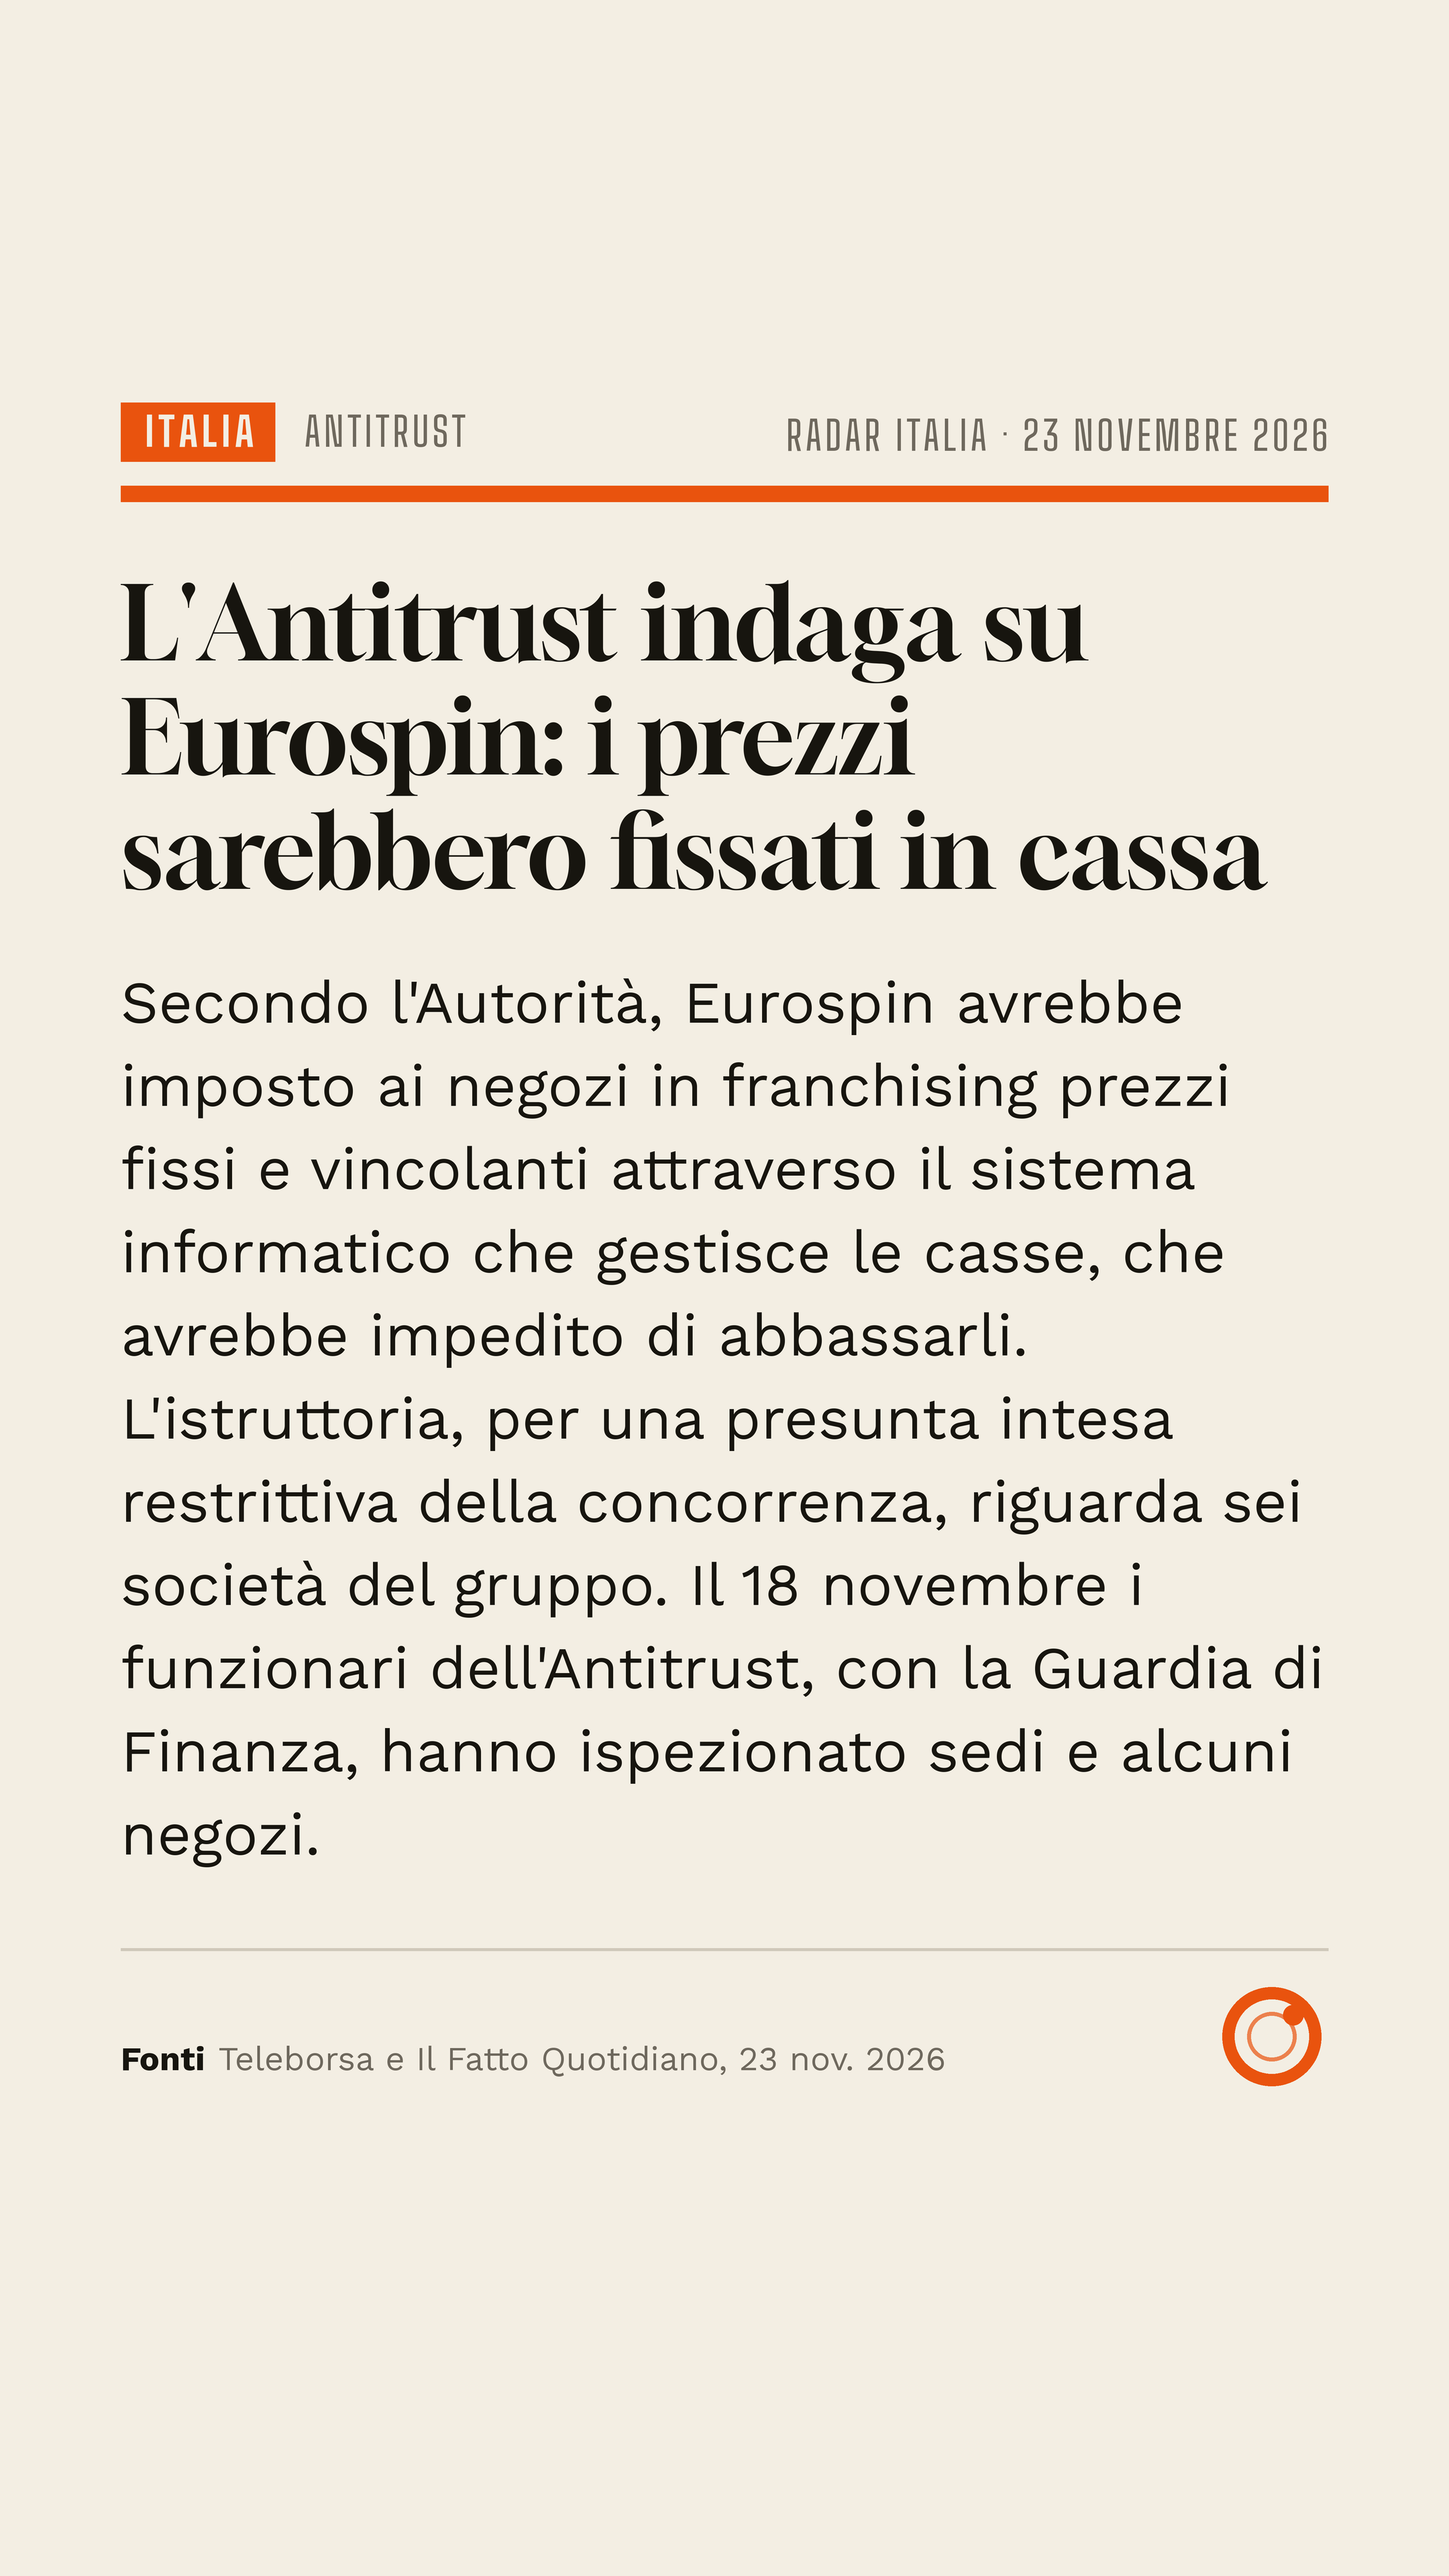 ITALIA ANTITRUST RADAR ITALIA · 23 NOVEMBRE 2026
L'Antitrust indaga su
Eurospin: i prezzi
sarebbero fissati in cassa
Secondo l'Autorità, Eurospin avrebbe
imposto ai negozi in franchising prezzi
fissi e vincolanti attraverso il sistema
informatico che gestisce le casse, che
avrebbe impedito di abbassarli.
L'istruttoria, per una presunta intesa
restrittiva della concorrenza, riguarda sei
società del gruppo. Il 18 novembre i
funzionari dell'Antitrust, con la Guardia di
Finanza, hanno ispezionato sedi e alcuni
negozi.
Fonti Teleborsa e Il Fatto Quotidiano, 23 nov. 2026